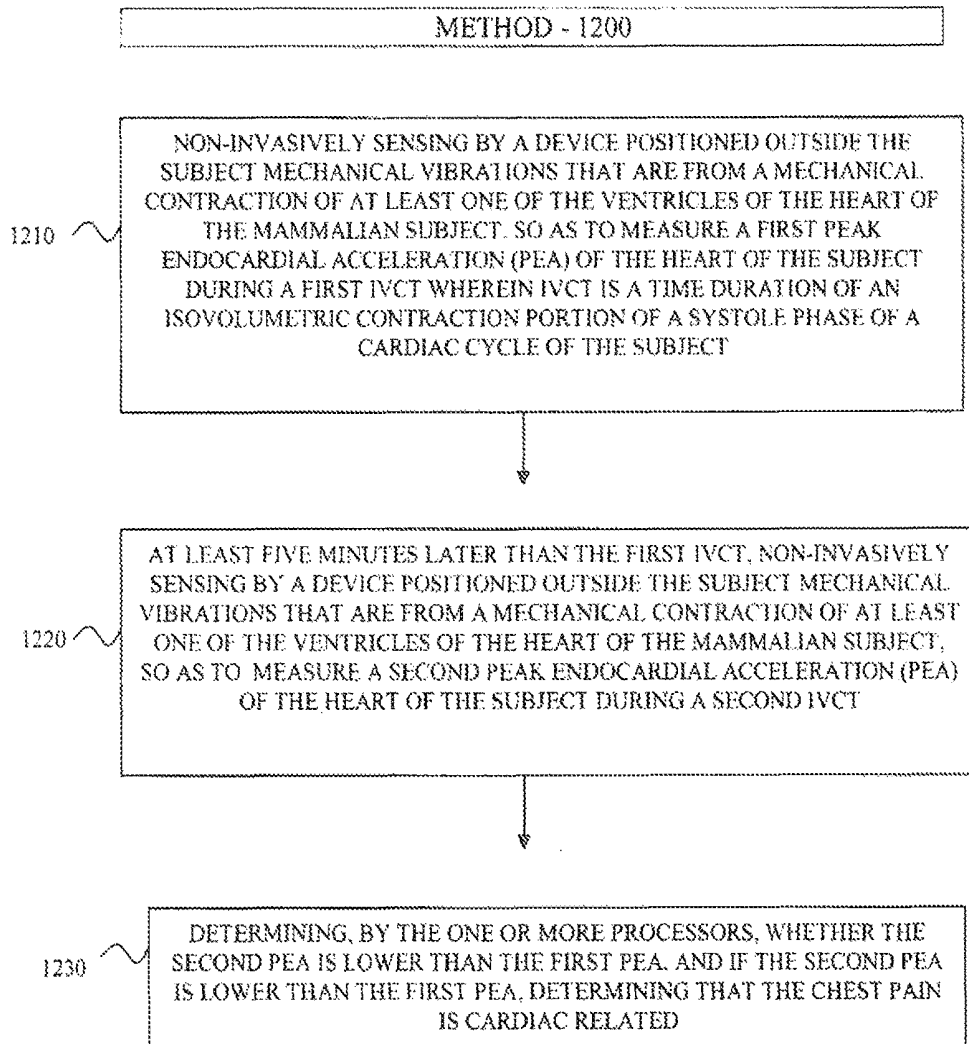 METHOD - 1200
NON-INVASIVELY SENSING BY A DEVICE POSITIONED OUTSIDE THE
SUBJECT MECHANICAL VIBRATIONS THAT ARE FROM A MECHANICAL
CONTRACTION OF AT LEAST ONE OF THE VENTRICLES OF THE HEART OF
THE MAMMALIAN SUBJECT. SO AS TO MEASURE A FIRST PEAK
ENDOCARDIAL ACCELERATION (PEA) OF THE HEART OF THE SUBJECT
DURING A FIRST IVCT WHEREIN IVCT IS A TIME DURATION OF AN
ISOVOLUMETRIC CONTRACTION PORTION OF A SYSTOLE PHASE OF A
CARDIAC CYCLE OF THE SUBJECT
1210
AT LEAST FIVE MINUTES LATER THAN THE FIRST IVCT, NON-INVASIVELY
SENSING BY A DEVICE POSITIONED OUTSIDE THE SUBJECT MECHANICAL
VIBRATIONS THAT ARE FROM A MECHANICAL CONTRACTION OF AT LEAST
ONE OF THE VENTRICLES OF THE HEART OF THE MAMMALIAN SUBJECT,
SO AS TO MEASURE A SECOND PEAK ENDOCARDIAL ACCELERATION (PEA)
OF THE HEART OF THE SUBJECT DURING A SECOND IVCT
1220
DETERMINING, BY THE ONE OR MORE PROCESSORS, WHETHER THE
SECOND PEA IS LOWER THAN THE FIRST PEA. AND IF THE SECOND PEA
IS LOWER THAN THE FIRST PEA, DETERMINING THAT THE CHEST PAIN
IS CARDIAC RELATED
1230